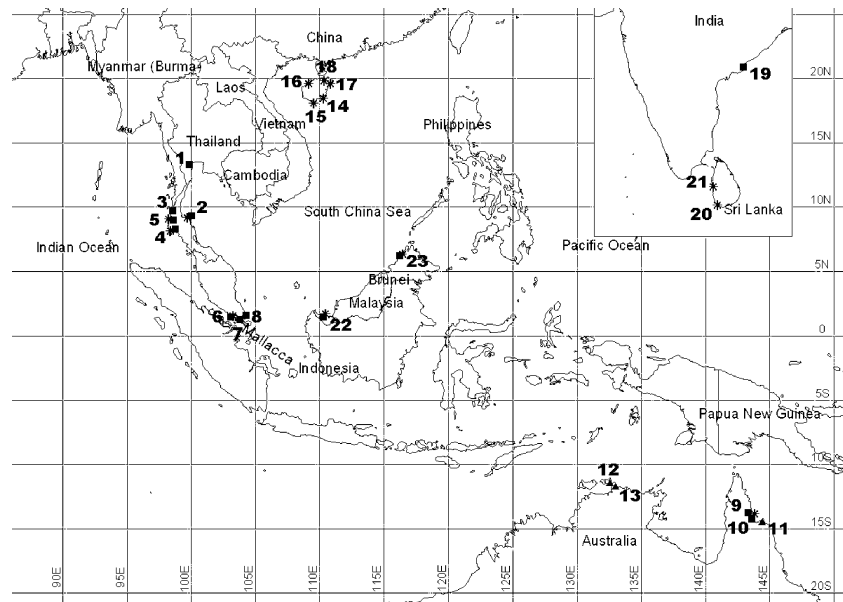 China
India
18
19
Myanmar (Burma)
20N
16
17
Laos
14
15
Vietnam
Philippines
15N
Thailand
1
Cambodia
21
Sri Lanka
20
10N
3
2
South China Sea
5
4
Indian Ocean
Pacific Ocean
23
5N
Brunei
Malaysia
6
8
22
7
Mallacca
0
Indonesia
5S
Papua New Guinea
10S
12
13
9
10
11
15S
Australia
90E
95E
100E
105E
110E
115E
120E
125E
130E
135E
140E
145E
20S